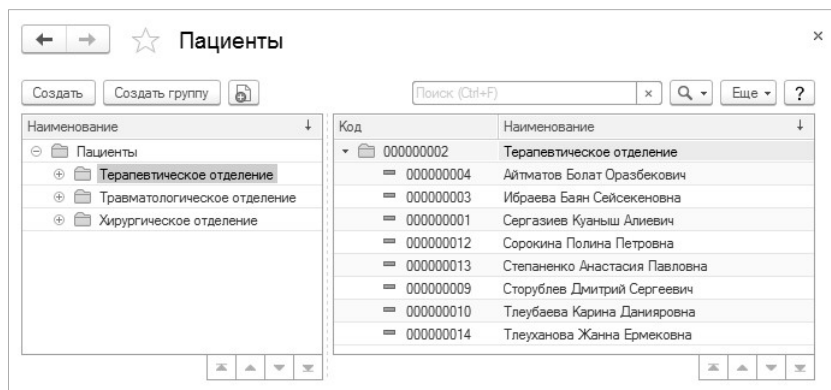 Пациенты
Создать Создать группу Поиск (Ctrl+F) Еще ?
Наименование
Пациенты
Терапевтическое отделение
Травматологическое отделение
Хирургическое отделение
Код Наименование
000000002 Терапевтическое отделение
000000004 Айтматов Болат Оразбекович
000000003 Ибраева Баян Сейсекеновна
000000001 Сергазиев Куаныш Алиевич
000000012 Сорокина Полина Петровна
000000013 Степаненко Анастасия Павловна
000000009 Сторублев Дмитрий Сергеевич
000000010 Тлеубаева Карина Данияровна
000000014 Тлеуханова Жанна Ермековна